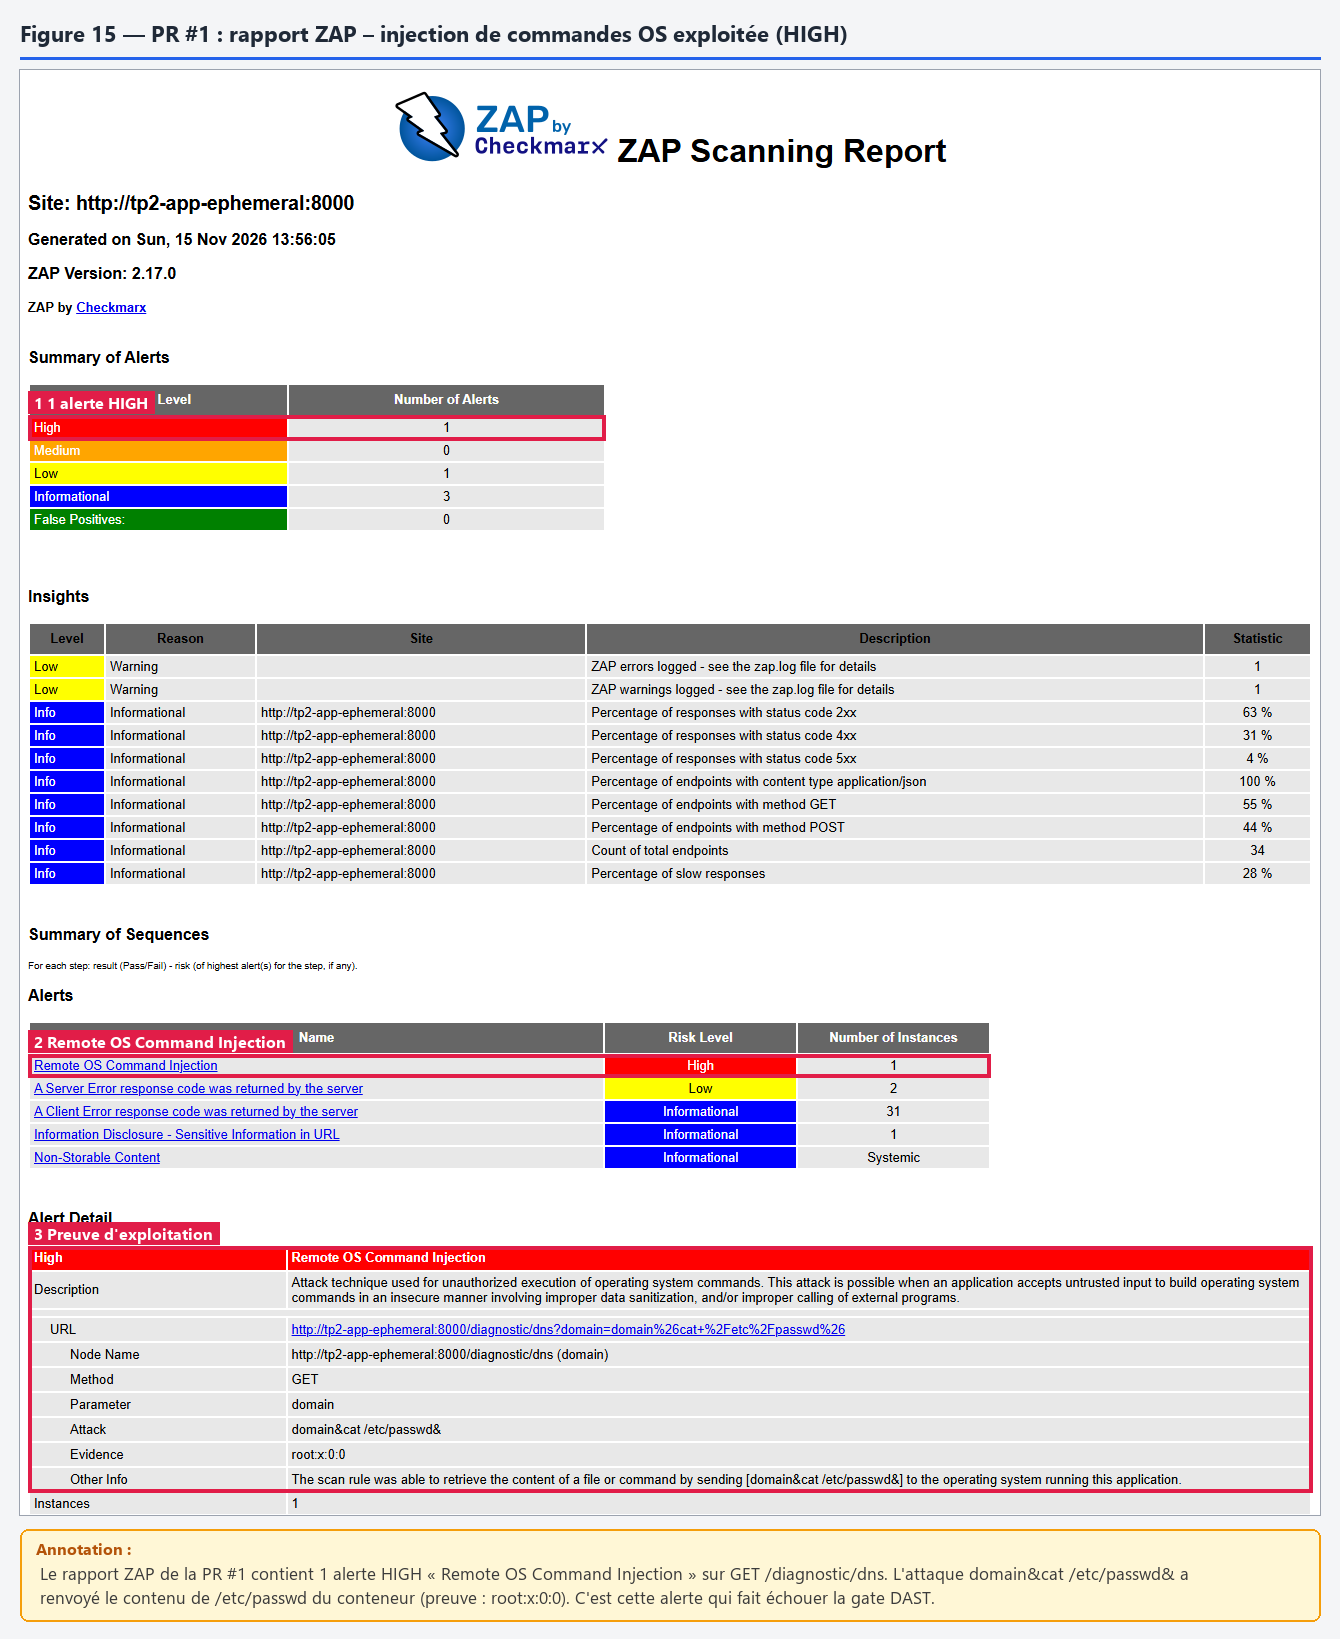 Figure 15 — PR #1 : rapport ZAP – injection de commandes OS exploitée (HIGH)
ZAP by
Checkmarx ZAP Scanning Report
Site: http://tp2-app-ephemeral:8000
Generated on Sun, 15 Nov 2026 13:56:05
ZAP Version: 2.17.0
ZAP by Checkmarx
Summary of Alerts
1 1 alerte HIGH Level Number of Alerts
High 1
Medium 0
Low 1
Informational 3
False Positives: 0
Insights
Level Reason Site Description Statistic
Low Warning ZAP errors logged - see the zap.log file for details 1
Low Warning ZAP warnings logged - see the zap.log file for details 1
Info Informational http://tp2-app-ephemeral:8000 Percentage of responses with status code 2xx 63 %
Info Informational http://tp2-app-ephemeral:8000 Percentage of responses with status code 4xx 31 %
Info Informational http://tp2-app-ephemeral:8000 Percentage of responses with status code 5xx 4 %
Info Informational http://tp2-app-ephemeral:8000 Percentage of endpoints with content type application/json 100 %
Info Informational http://tp2-app-ephemeral:8000 Percentage of endpoints with method GET 55 %
Info Informational http://tp2-app-ephemeral:8000 Percentage of endpoints with method POST 44 %
Info Informational http://tp2-app-ephemeral:8000 Count of total endpoints 34
Info Informational http://tp2-app-ephemeral:8000 Percentage of slow responses 28 %
Summary of Sequences
For each step: result (Pass/Fail) - risk (of highest alert(s) for the step, if any).
Alerts
2 Remote OS Command Injection Name Risk Level Number of Instances
Remote OS Command Injection High 1
A Server Error response code was returned by the server Low 2
A Client Error response code was returned by the server Informational 31
Information Disclosure - Sensitive Information in URL Informational 1
Non-Storable Content Informational Systemic
Alert Detail
3 Preuve d'exploitation
High Remote OS Command Injection
Description Attack technique used for unauthorized execution of operating system commands. This attack is possible when an application accepts untrusted input to build operating system
commands in an insecure manner involving improper data sanitization, and/or improper calling of external programs.
URL http://tp2-app-ephemeral:8000/diagnostic/dns?domain=domain%26cat+%2Fetc%2Fpasswd%26
Node Name http://tp2-app-ephemeral:8000/diagnostic/dns (domain)
Method GET
Parameter domain
Attack domain&cat /etc/passwd&
Evidence root:x:0:0
Other Info The scan rule was able to retrieve the content of a file or command by sending [domain&cat /etc/passwd&] to the operating system running this application.
Instances 1
Annotation :
Le rapport ZAP de la PR #1 contient 1 alerte HIGH « Remote OS Command Injection » sur GET /diagnostic/dns. L'attaque domain&cat /etc/passwd& a
renvoyé le contenu de /etc/passwd du conteneur (preuve : root:x:0:0). C'est cette alerte qui fait échouer la gate DAST.